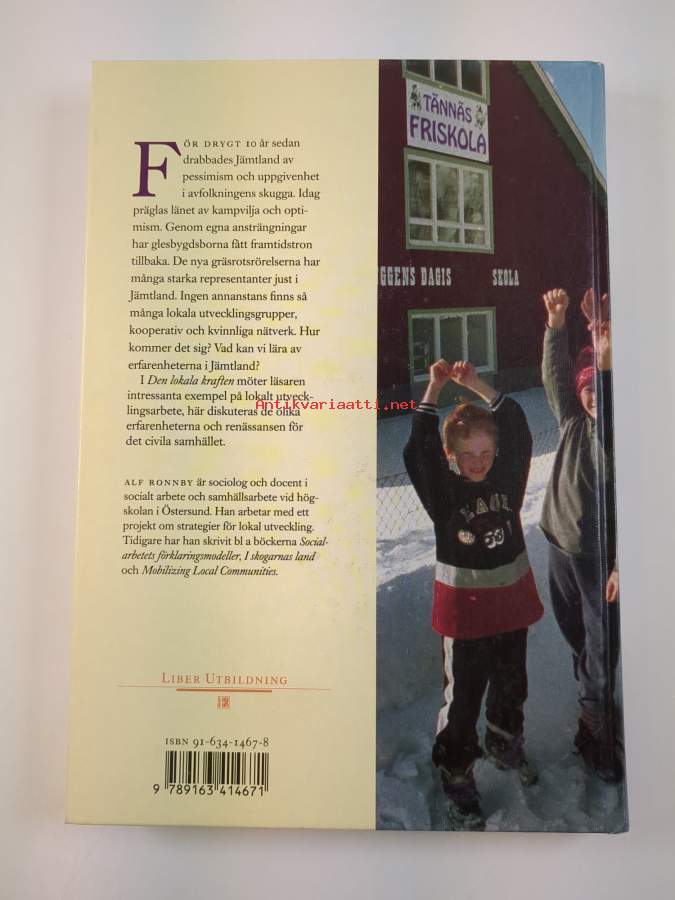 FÖR DRYGT 10 år sedan
drabbades Jämtland av
pessimism och uppgivenhet
i avfolkningens skugga. Idag
präglas länet av kampvilja och opti-
mism. Genom egna ansträngningar
har glesbygdsborna fått framtidstron
tillbaka. De nya gräsrotsrörelserna har
många starka representanter just i
Jämtland. Ingen annanstans finns så
många lokala utvecklingsgrupper,
kooperativ och kvinnliga nätverk. Hur
kommer det sig? Vad kan vi lära av
erfarenheterna i Jämtland?
I Den lokala kraften möter läsaren
intressanta exempel på lokalt utveck-
lingsarbete, här diskuteras de olika
erfarenheterna och renässansen för
det civila samhället.
ALF RONNBY är sociolog och docent i
socialt arbete och samhällsarbete vid hög-
skolan i Östersund. Han arbetar med ett
projekt om strategier för lokal utveckling.
Tidigare har han skrivit bl a böckerna Social-
arbetets förklaringsmodeller, I skogarnas land
och Mobilizing Local Communities.
LIBER UTBILDNING
ISBN 91-634-1467-8
9 789163 414671
TÄNNÄS
FRISKOLA
GGENS DAGIS SKOLA
Antikvariaatti.net